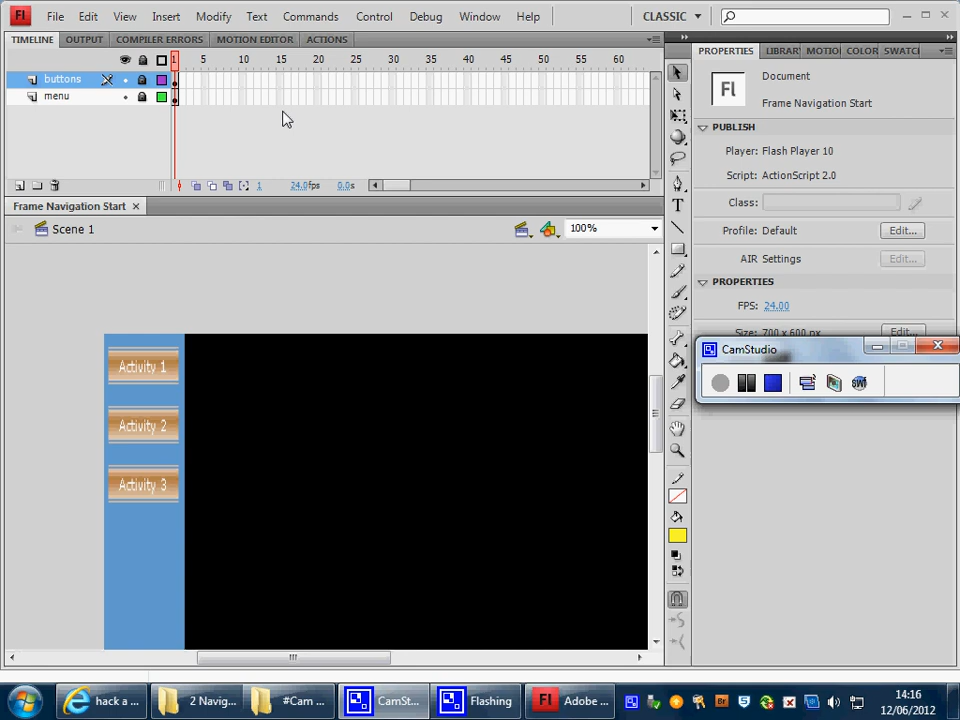 Fl File Edit View Insert Modify Text Commands Control Debug Window Help CLASSIC
TIMELINE OUTPUT COMPILER ERRORS MOTION EDITOR ACTIONS
PROPERTIES LIBRAR MOTIO COLOR SWATCI
1 5 10 15 20 25 30 35 40 45 50 55 60
buttons
menu
Fl Document
Frame Navigation Start
PUBLISH
Player: Flash Player 10
Script: ActionScript 2.0
1 24.0fps 0.0s
Class:
Frame Navigation Start
Scene 1 100%
Profile: Default Edit...
AIR Settings Edit...
PROPERTIES
FPS: 24.00
Size: 700 x 600 px Edit...
CamStudio
SWF
Activity 1
Activity 2
Activity 3
T
hack a ... 2 Navig... #Cam ... CamSt... Flashing Fl Adobe ... Br
14:16
12/06/2012